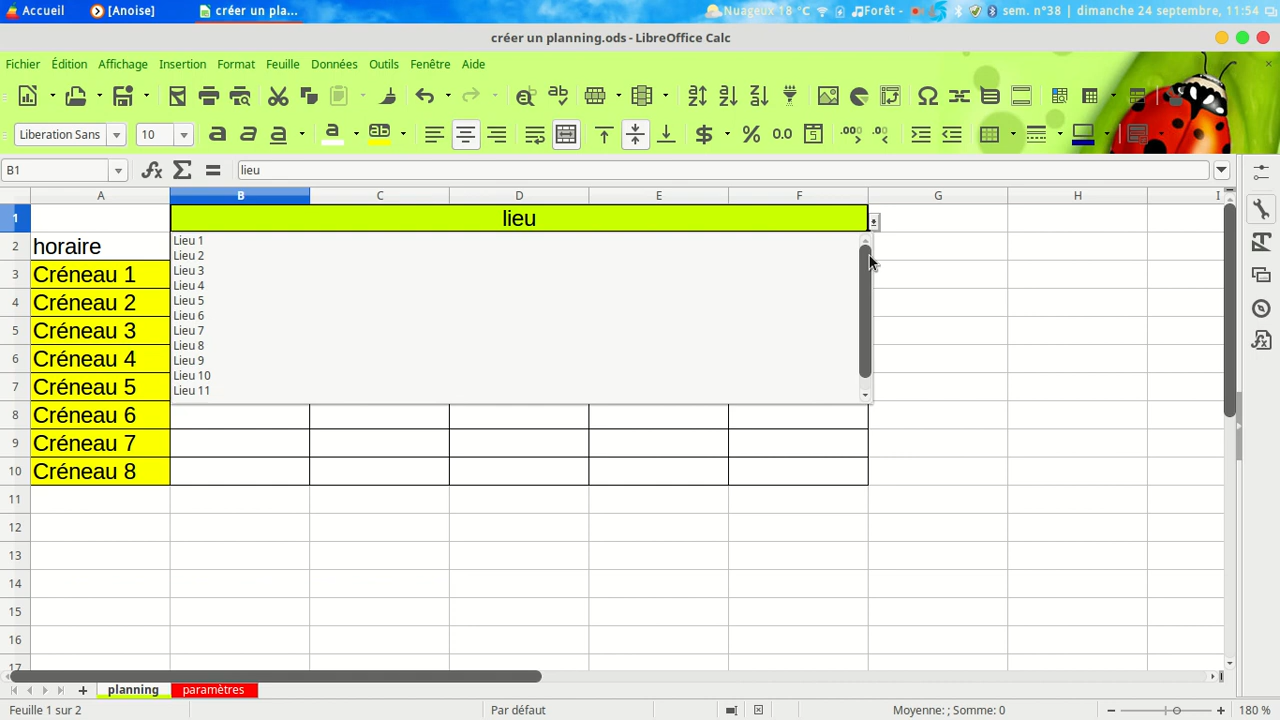 Accueil [Anoise] créer un pla... Nuageux 18 °C Forêt - sem. n°38 | dimanche 24 septembre, 11:54
créer un planning.ods - LibreOffice Calc
Fichier Édition Affichage Insertion Format Feuille Données Outils Fenêtre Aide
Liberation Sans 10
B1 lieu
A B C D E F G H I
1 lieu
2 horaire
Lieu 1
Lieu 2
Lieu 3
Lieu 4
Lieu 5
Lieu 6
Lieu 7
Lieu 8
Lieu 9
Lieu 10
Lieu 11
3 Créneau 1
4 Créneau 2
5 Créneau 3
6 Créneau 4
7 Créneau 5
8 Créneau 6
9 Créneau 7
10 Créneau 8
11
12
13
14
15
16
17
planning paramètres
Feuille 1 sur 2 Par défaut Moyenne: ; Somme: 0 180 %